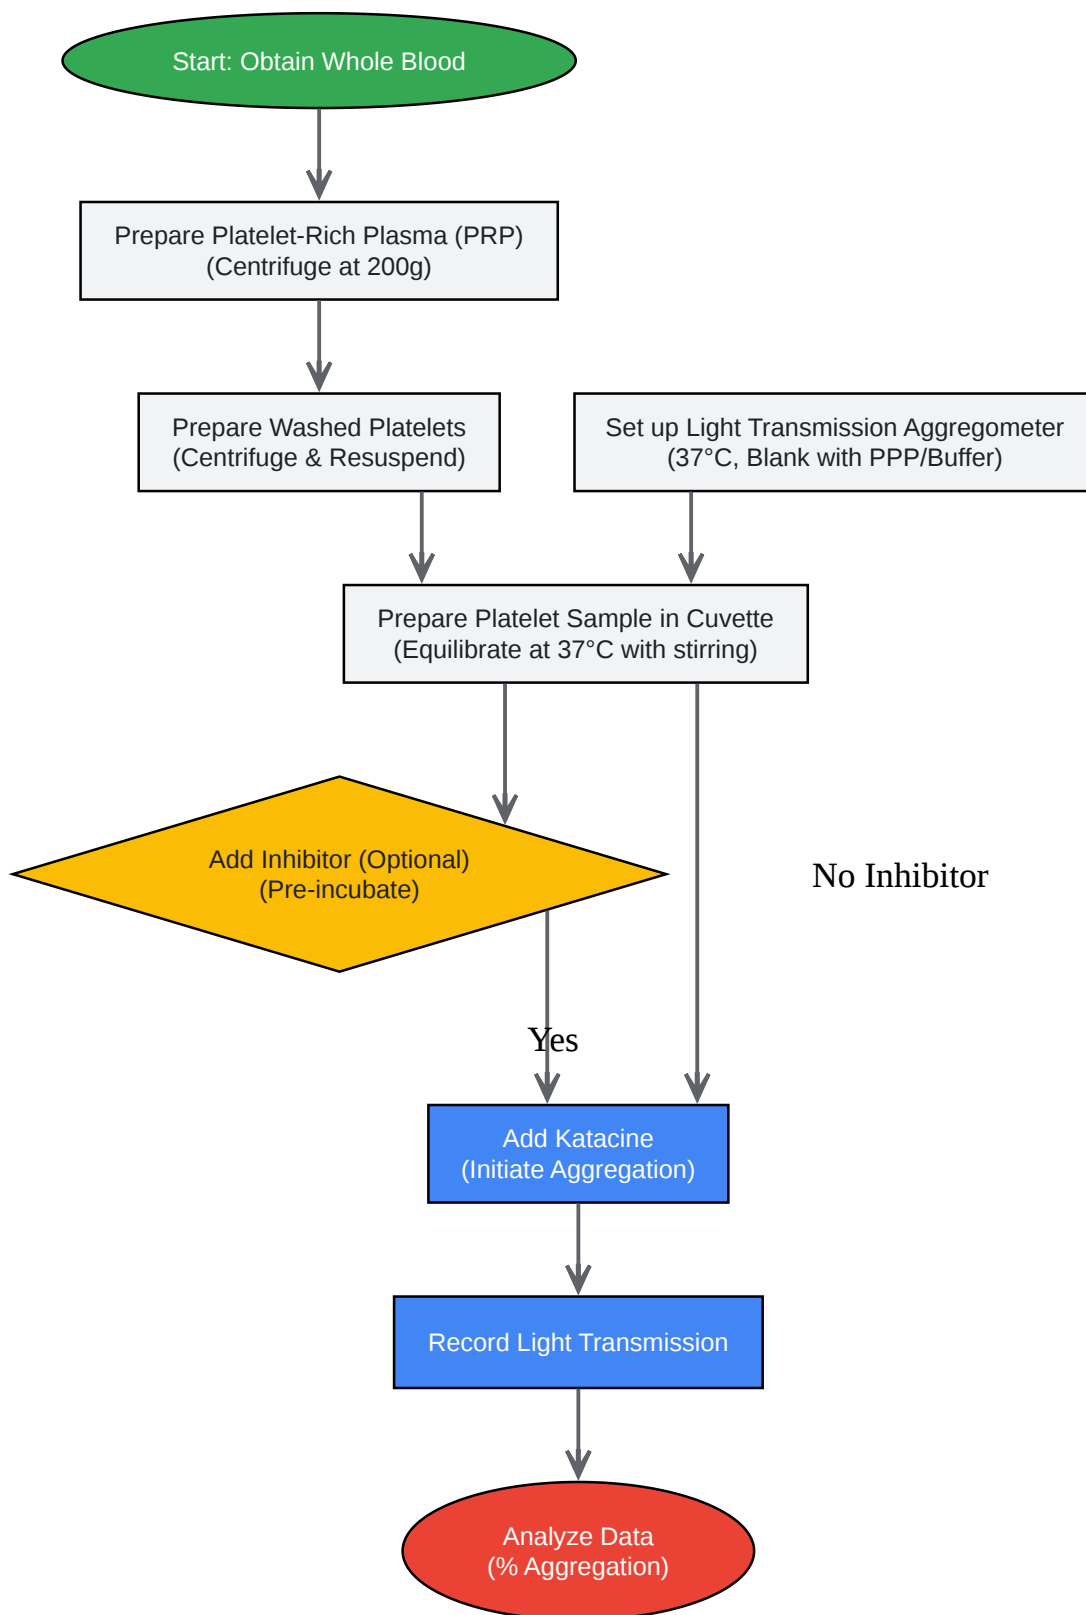 Start: Obtain Whole Blood
Prepare Platelet-Rich Plasma (PRP)
(Centrifuge at 200g)
Prepare Washed Platelets
(Centrifuge & Resuspend)
Set up Light Transmission Aggregometer
(37°C, Blank with PPP/Buffer)
Prepare Platelet Sample in Cuvette
(Equilibrate at 37°C with stirring)
Add Inhibitor (Optional)
(Pre-incubate)
No Inhibitor
Yes
Add Katacine
(Initiate Aggregation)
Record Light Transmission
Analyze Data
(% Aggregation)